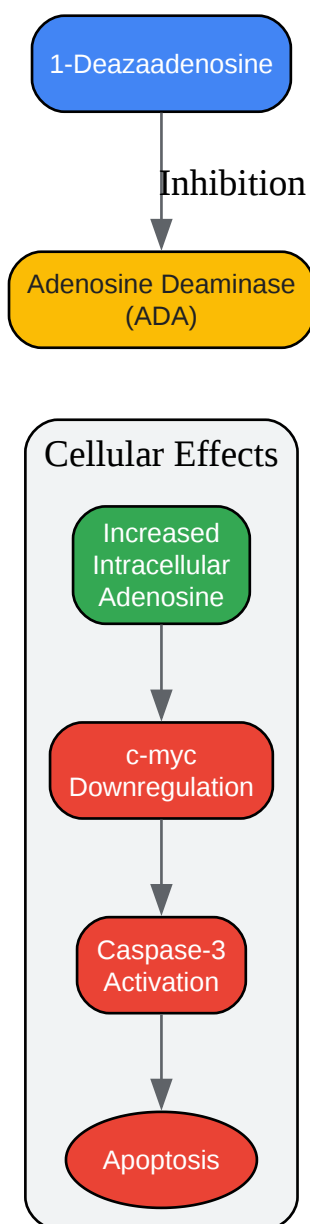 1-Deazaadenosine
Inhibition
Adenosine Deaminase
(ADA)
Cellular Effects
Increased
Intracellular
Adenosine
c-myc
Downregulation
Caspase-3
Activation
Apoptosis